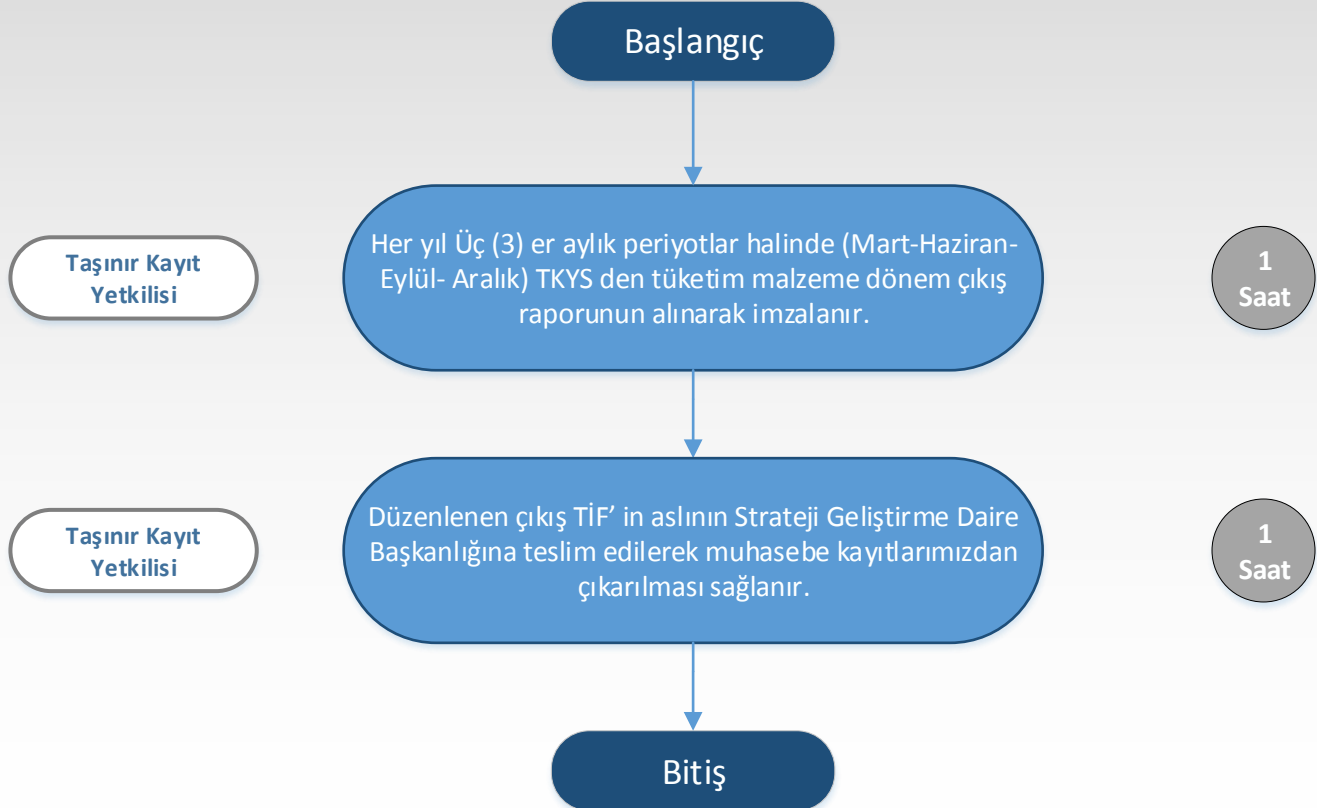 Başlangıç
Taşınır Kayıt
Yetkilisi
Her yıl Üç (3) er aylık periyotlar halinde (Mart-Haziran-
Eylül- Aralık) TKYS den tüketim malzeme dönem çıkış
raporunun alınarak imzalanır.
1
Saat
Taşınır Kayıt
Yetkilisi
Düzenlenen çıkış TİF’ in aslının Strateji Geliştirme Daire
Başkanlığına teslim edilerek muhasebe kayıtlarımızdan
çıkarılması sağlanır.
1
Saat
Bitiş